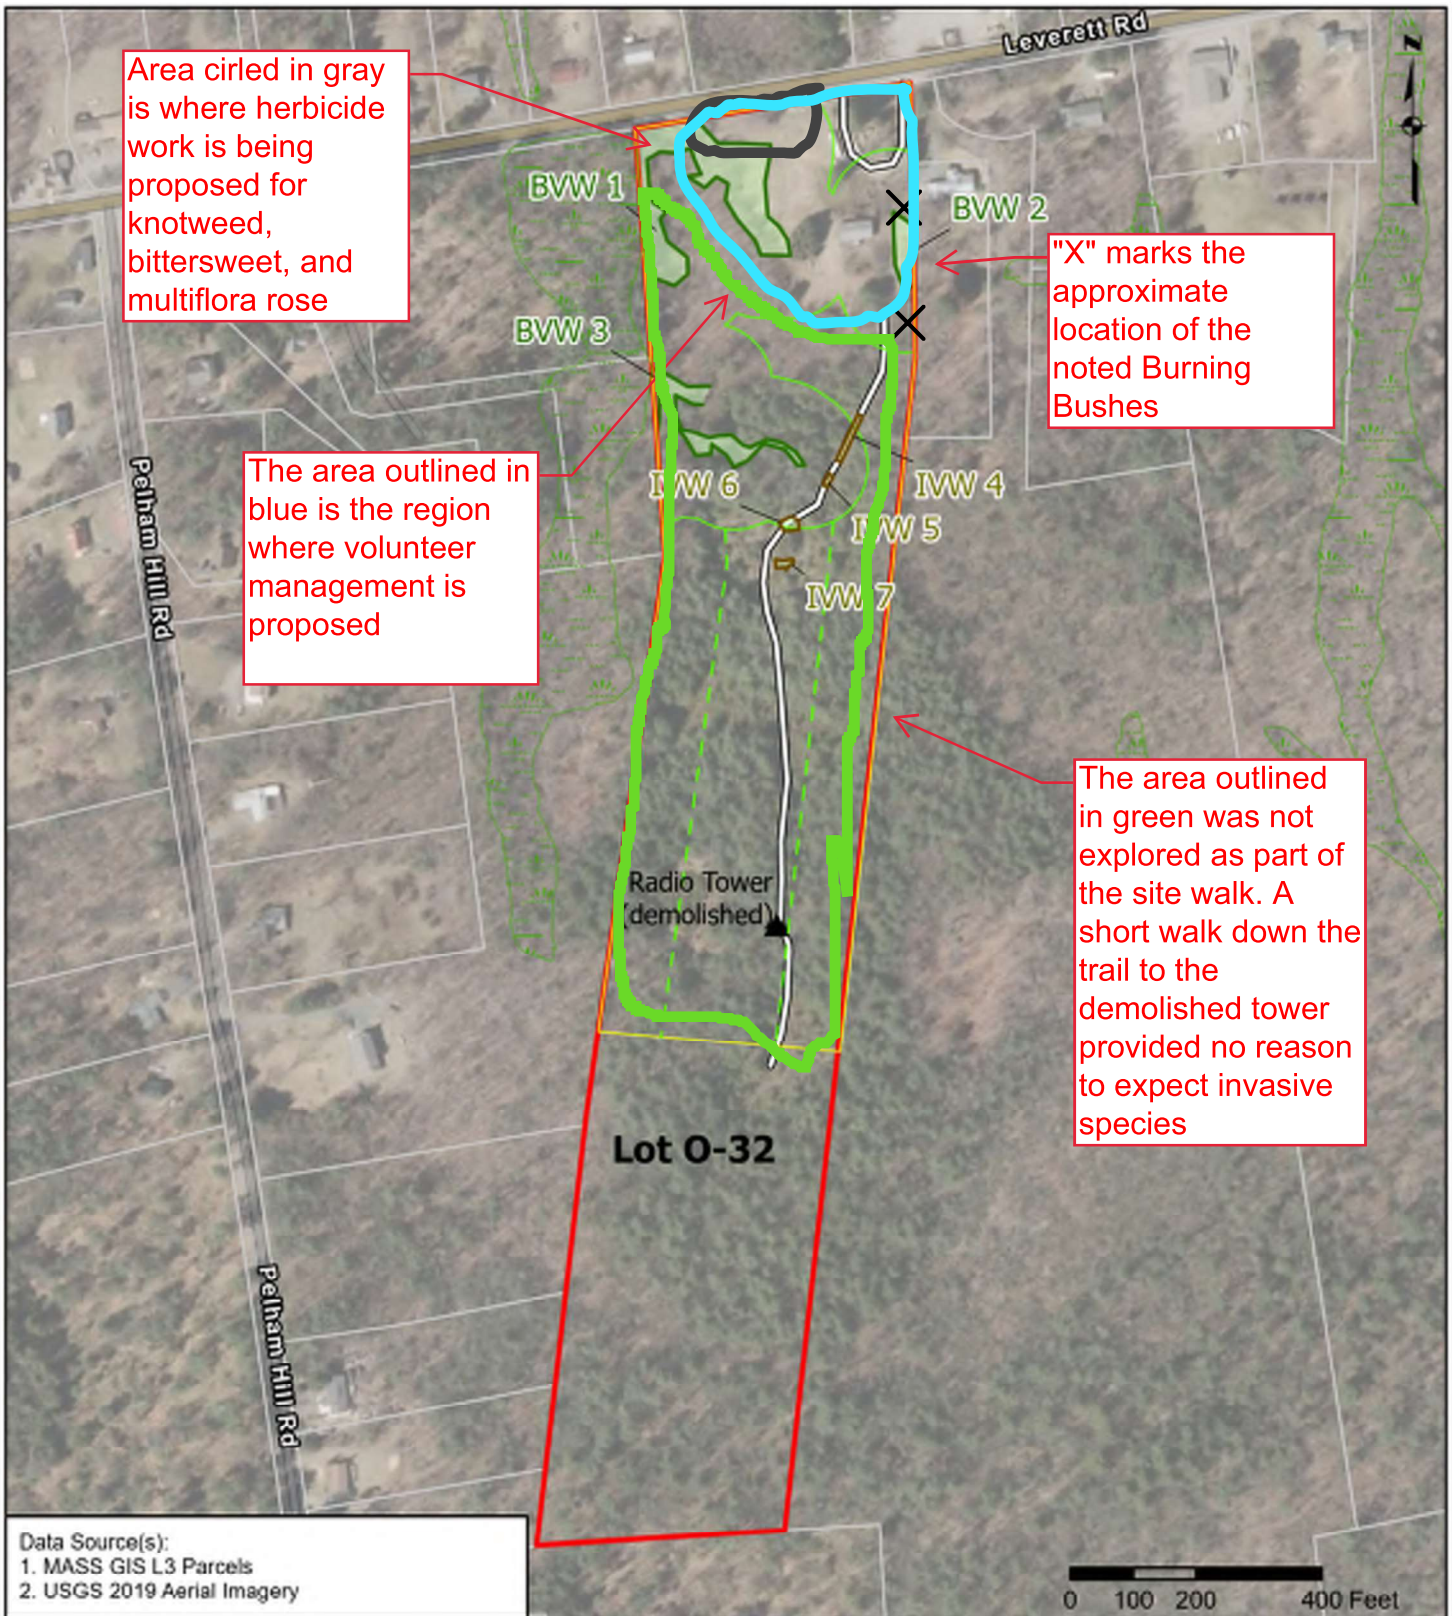 Leverett Rd
Area cirled in gray
is where herbicide
work is being
proposed for
knotweed,
bittersweet, and
multiflora rose
N
BVW 1
BVW 2
"X" marks the
approximate
location of the
noted Burning
Bushes
BVW 3
The area outlined in
blue is the region
where volunteer
management is
proposed
Pelham Hill Rd
IVW 6
IVW 4
IVW 5
IVW 7
The area outlined
in green was not
explored as part of
the site walk. A
short walk down the
trail to the
demolished tower
provided no reason
to expect invasive
species
Radio Tower
(demolished)
Lot O-32
Pelham Hill Rd
Data Source(s):
1. MASS GIS L3 Parcels
2. USGS 2019 Aerial Imagery
0 100 200 400 Feet